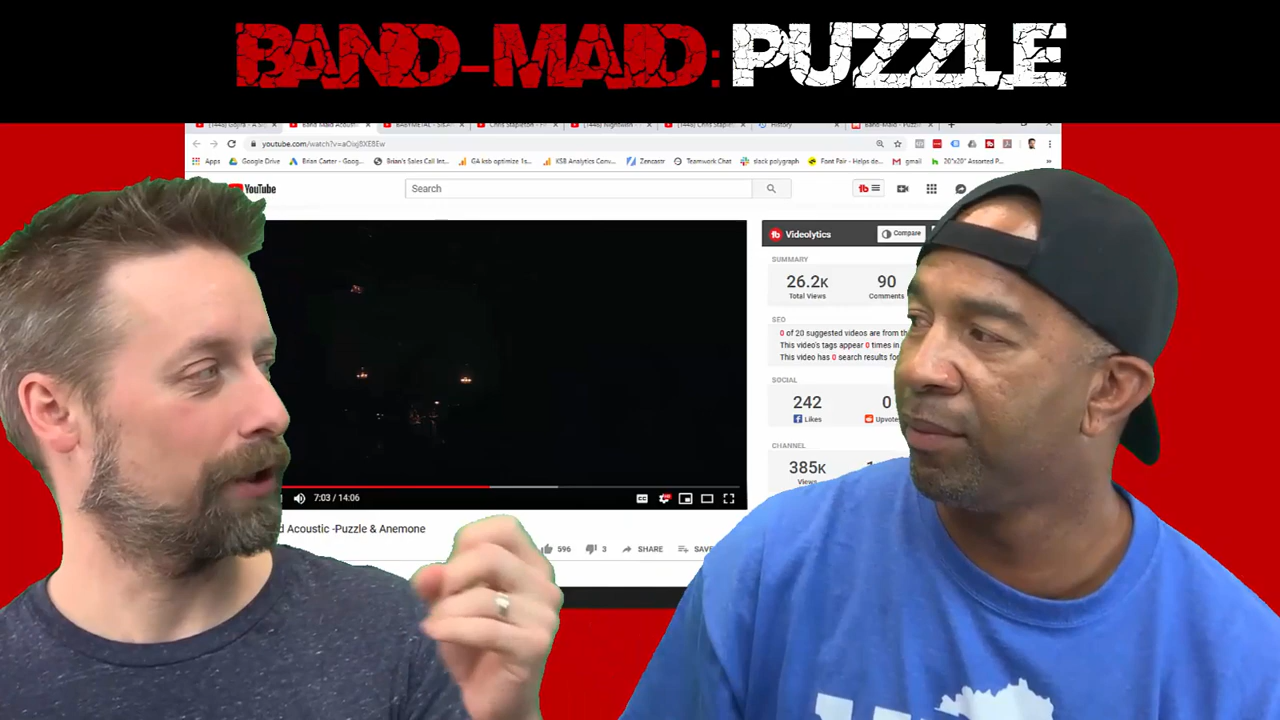 BAND-MAID: PUZZLE
youtube.com/watch?v=aOixj8XE8Ew
Apps Google Drive Brian Carter - Goog... Brian's Sales Call Int... GA ksb optimize 1s... KSB Analytics Conv... Zencastr Teamwork Chat slack polygraph Font Pair - Helps de... gmail 20"x20" Assorted P...
YouTube
Search
Videolytics
Compare
SUMMARY
26.2K 90
Total Views Comments
SEO
0 of 20 suggested videos are from th
This video's tags appear 0 times in
This video has 0 search results fo
SOCIAL
242 0
Likes Upvote
CHANNEL
385K
7:03 / 14:06
d Acoustic -Puzzle & Anemone
596 3 SHARE SAVE